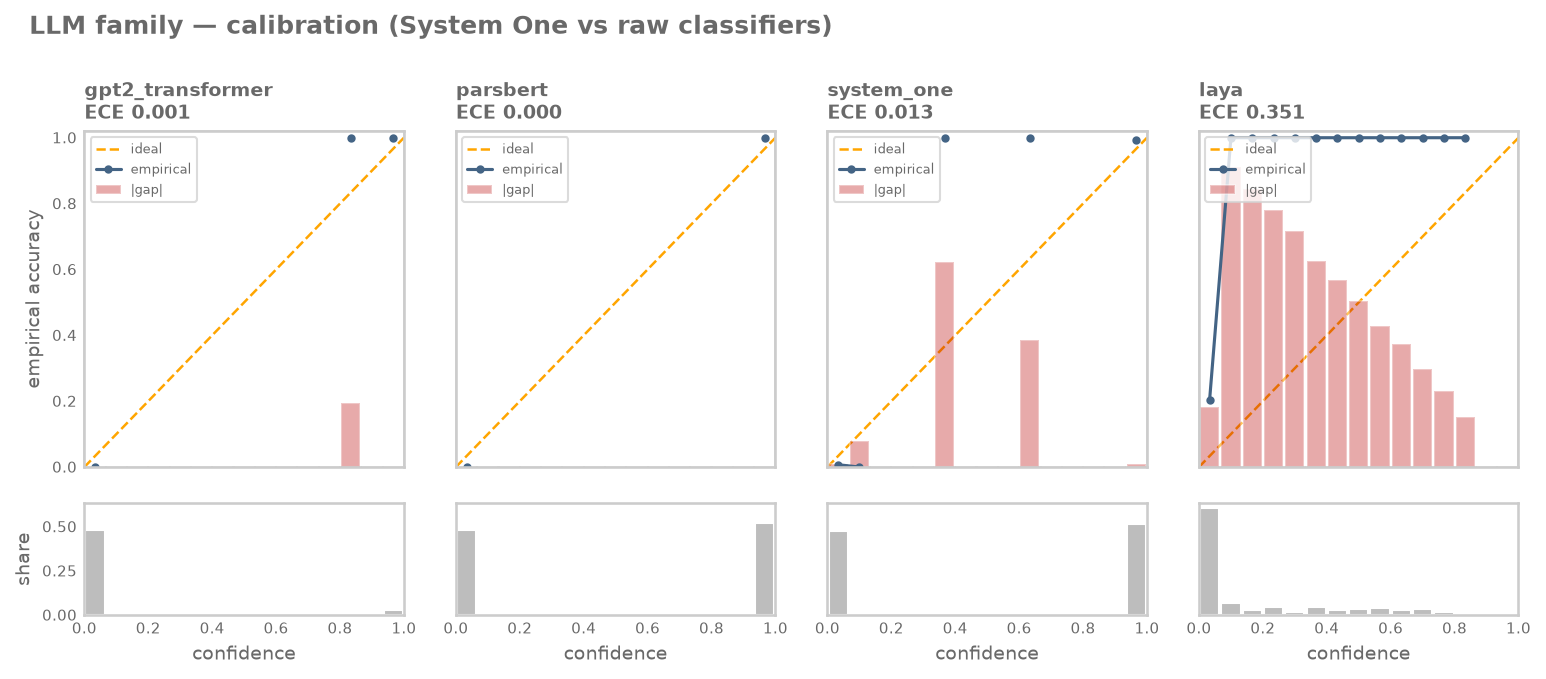 LLM family — calibration (System One vs raw classifiers)
gpt2_transformer
ECE 0.001
parsbert
ECE 0.000
system_one
ECE 0.013
laya
ECE 0.351
1.0
0.8
0.6
0.4
0.2
0.0
empirical accuracy
ideal
empirical
|gap|
ideal
empirical
|gap|
ideal
empirical
|gap|
ideal
empirical
|gap|
0.50
0.25
0.00
share
0.0 0.2 0.4 0.6 0.8 1.0
confidence
0.0 0.2 0.4 0.6 0.8 1.0
confidence
0.0 0.2 0.4 0.6 0.8 1.0
confidence
0.0 0.2 0.4 0.6 0.8 1.0
confidence